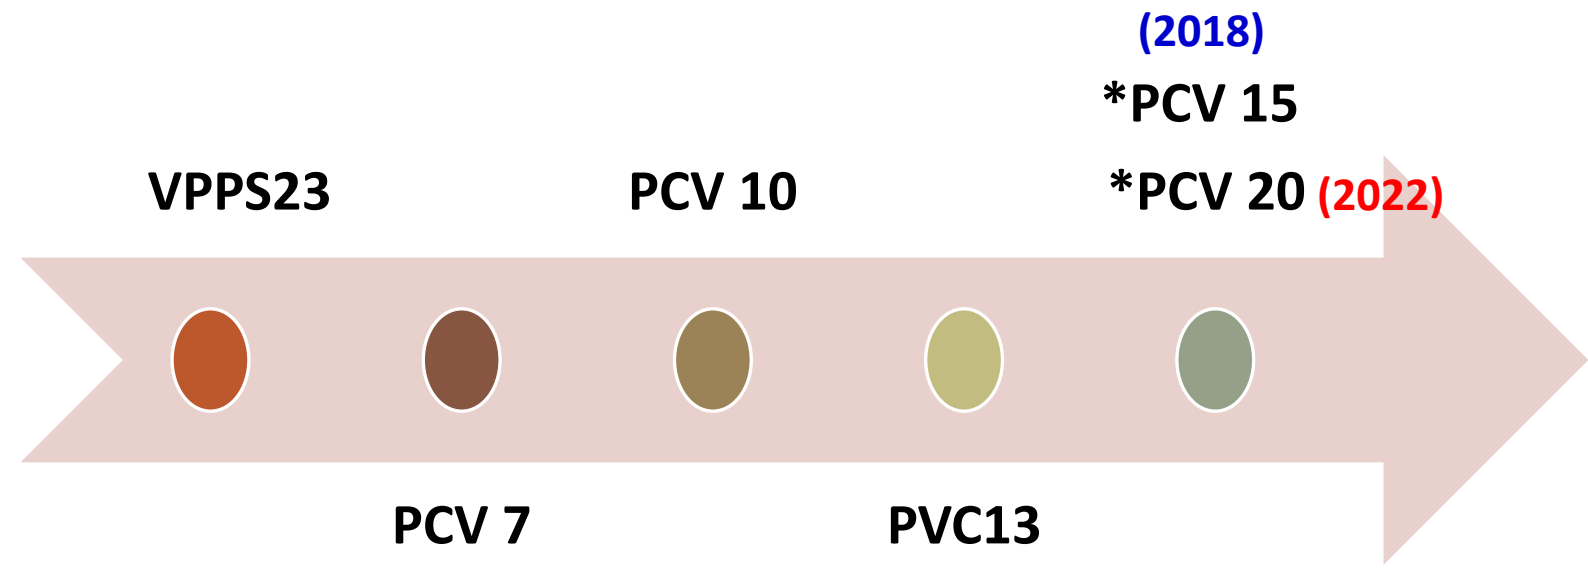 (2018)
*PCV 15
VPPS23
PCV 10
*PCV 20 (2022)
PCV 7
PVC13